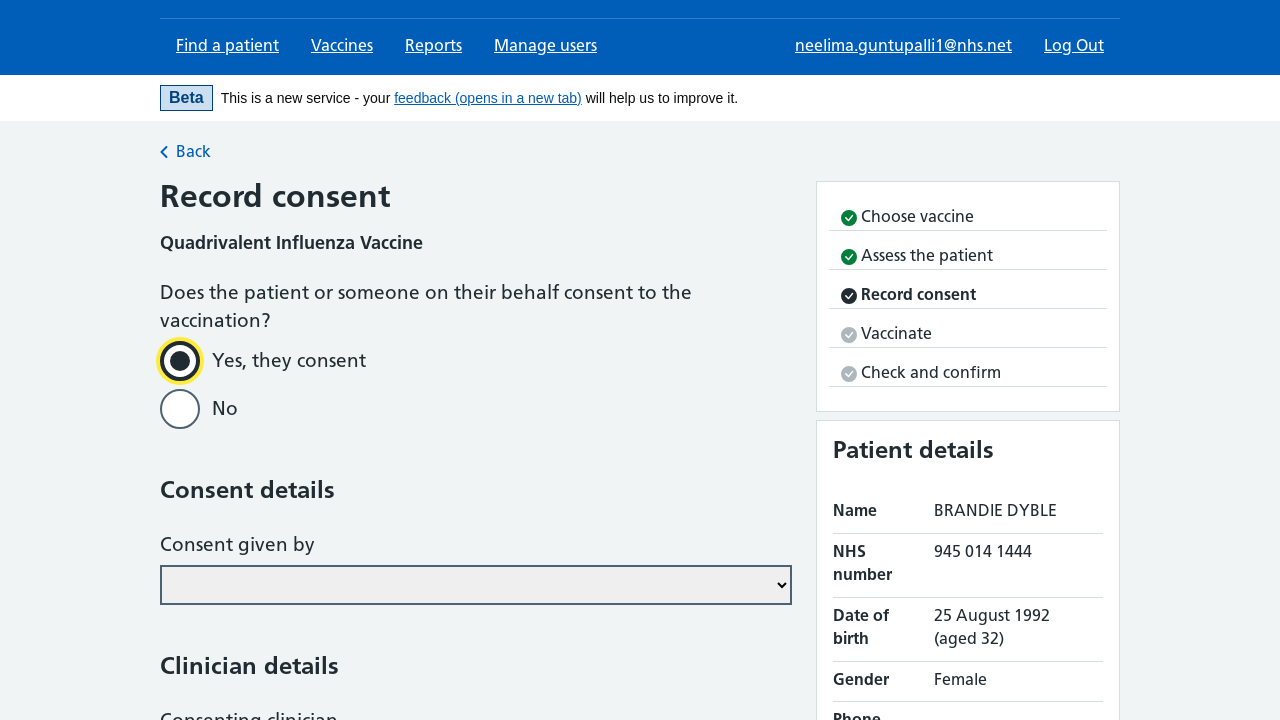 Find a patient
Vaccines
Reports
Manage users
neelima.guntupalli1@nhs.net
Log Out
Beta
This is a new service - your feedback (opens in a new tab) will help us to improve it.
Back
Record consent
Quadrivalent Influenza Vaccine
Does the patient or someone on their behalf consent to the
vaccination?
Yes, they consent
No
Consent details
Consent given by
Clinician details
Consenting clinician
Choose vaccine
Assess the patient
Record consent
Vaccinate
Check and confirm
Patient details
Name BRANDIE DYBLE
NHS number 945 014 1444
Date of birth 25 August 1992 (aged 32)
Gender Female
Phone